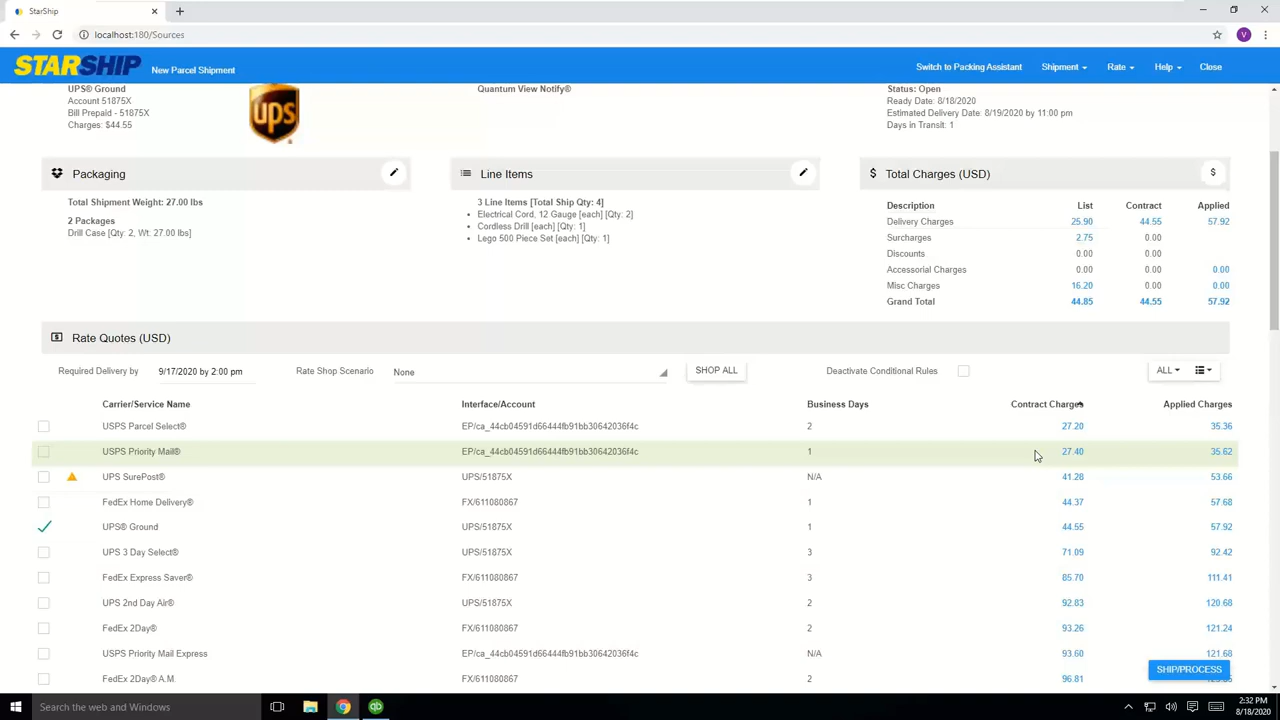 StarShip
localhost:180/Sources
V
STARSHIP
New Parcel Shipment
Switch to Packing Assistant
Shipment
Rate
Help
Close
UPS® Ground
Account 51875X
Bill Prepaid - 51875X
Charges: $44.55
ups
Quantum View Notify®
Status: Open
Ready Date: 8/18/2020
Estimated Delivery Date: 8/19/2020 by 11:00 pm
Days in Transit: 1
Packaging
Total Shipment Weight: 27.00 lbs
2 Packages
Drill Case [Qty: 2, Wt: 27.00 lbs]
Line Items
3 Line Items [Total Ship Qty: 4]
Electrical Cord, 12 Gauge [each] [Qty: 2]
Cordless Drill [each] [Qty: 1]
Lego 500 Piece Set [each] [Qty: 1]
$ Total Charges (USD) $
Description List Contract Applied
Delivery Charges 25.90 44.55 57.92
Surcharges 2.75 0.00
Discounts 0.00 0.00
Accessorial Charges 0.00 0.00 0.00
Misc Charges 16.20 0.00 0.00
Grand Total 44.85 44.55 57.92
Rate Quotes (USD)
Required Delivery by 9/17/2020 by 2:00 pm Rate Shop Scenario None SHOP ALL Deactivate Conditional Rules ALL
Carrier/Service Name Interface/Account Business Days Contract Charges Applied Charges
USPS Parcel Select® EP/ca_44cb04591d66444fb91bb30642036f4c 2 27.20 35.36
USPS Priority Mail® EP/ca_44cb04591d66444fb91bb30642036f4c 1 27.40 35.62
UPS SurePost® UPS/51875X N/A 41.28 53.66
FedEx Home Delivery® FX/611080867 1 44.37 57.68
UPS® Ground UPS/51875X 1 44.55 57.92
UPS 3 Day Select® UPS/51875X 3 71.09 92.42
FedEx Express Saver® FX/611080867 3 85.70 111.41
UPS 2nd Day Air® UPS/51875X 2 92.83 120.68
FedEx 2Day® FX/611080867 2 93.26 121.24
USPS Priority Mail Express EP/ca_44cb04591d66444fb91bb30642036f4c N/A 93.60 121.68
FedEx 2Day® A.M. FX/611080867 2 96.81
SHIP/PROCESS
Search the web and Windows
qb
2:32 PM
8/18/2020